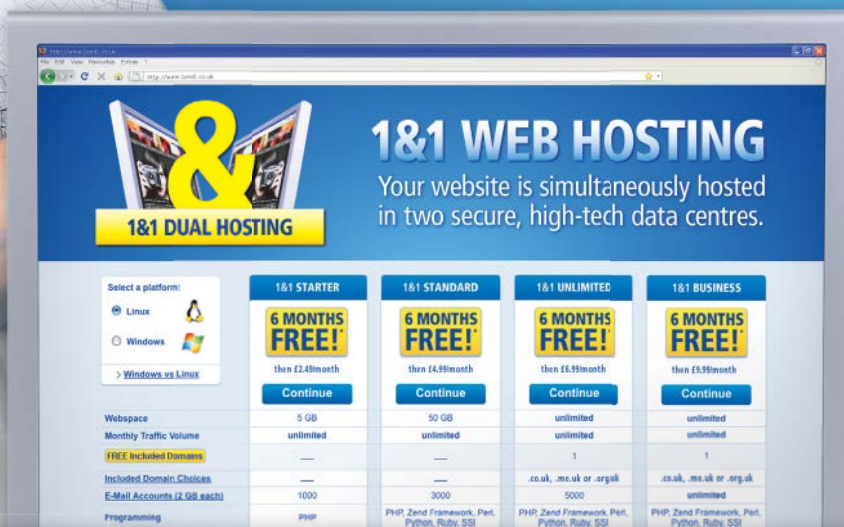 File Edit View Favourites Extras ?
1&1 WEB HOSTING
Your website is simultaneously hosted
in two secure, high-tech data centres.
&
1&1 DUAL HOSTING
Select a platform:
Linux
Windows
> Windows vs Linux
1&1 STARTER
6 MONTHS
FREE!*
then £2.49/month
Continue
1&1 STANDARD
6 MONTHS
FREE!*
then £4.99/month
Continue
1&1 UNLIMITED
6 MONTHS
FREE!*
then £6.99/month
Continue
1&1 BUSINESS
6 MONTHS
FREE!*
then £9.99/month
Continue
Webspace 5 GB 50 GB unlimited unlimited
Monthly Traffic Volume unlimited unlimited unlimited unlimited
FREE Included Domains — — 1 1
Included Domain Choices — — .co.uk, .me.uk or .org.uk .co.uk, .me.uk or .org.uk
E-Mail Accounts (2 GB each) 1000 3000 5000 unlimited
Programming PHP PHP, Zend Framework, Perl, PHP, Zend Framework, Perl, PHP, Zend Framework, Perl,
Python, Ruby, SSI Python, Ruby, SSI Python, Ruby, SSI